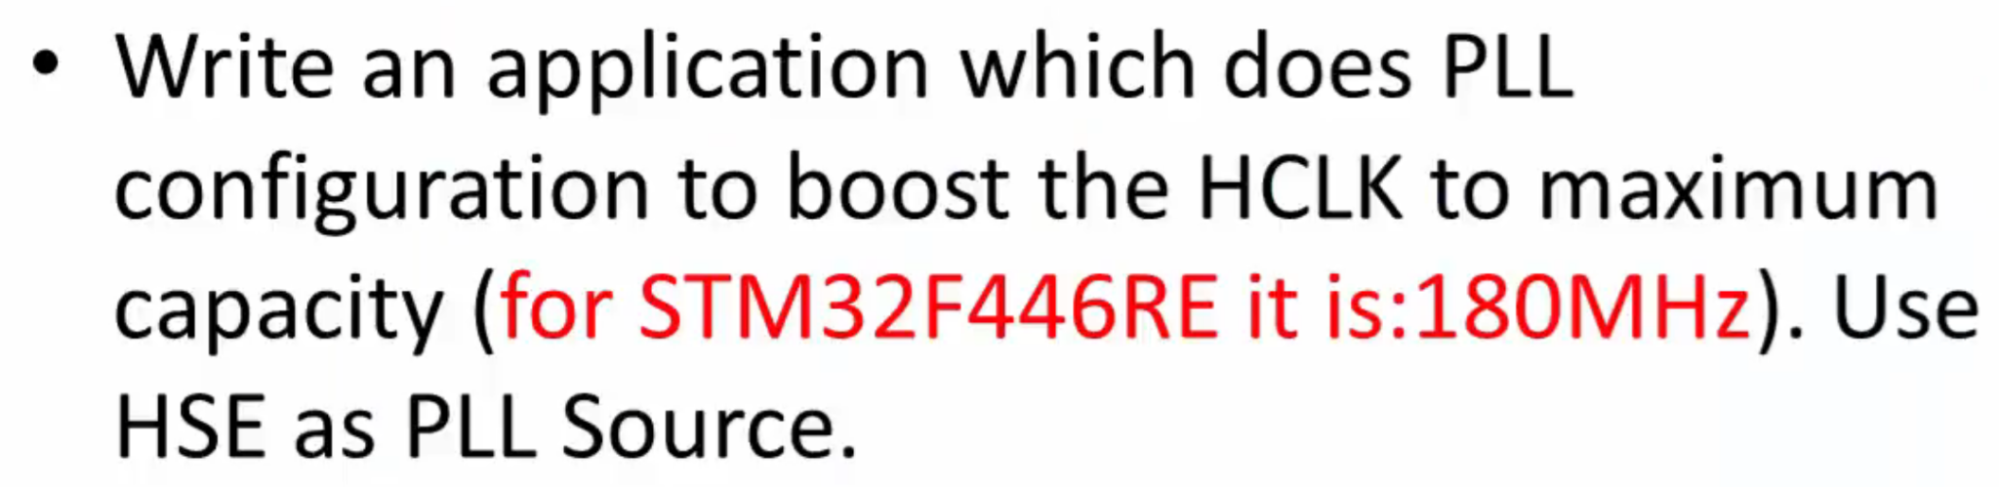 • Write an application which does PLL
configuration to boost the HCLK to maximum
capacity (for STM32F446RE it is:180MHz). Use
HSE as PLL Source.